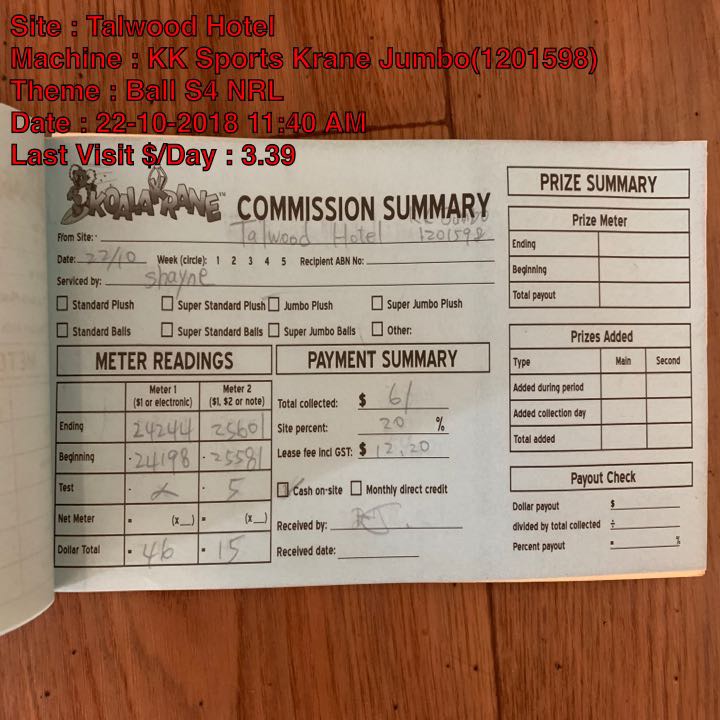 Site : Talwood Hotel
Machine : KK Sports Krane Jumbo(1201598)
Theme : Ball S4 NRL
Date : 22-10-2018 11:40 AM
Last Visit $/Day : 3.39
KOALA KRANE™
COMMISSION SUMMARY
KK Jumbo
From Site: Talwood Hotel 1201598
Date: 22/10 Week (circle): 1 2 3 4 5 Recipient ABN No:
Serviced by: Shayne
Standard Plush Super Standard Plush Jumbo Plush Super Jumbo Plush
Standard Balls Super Standard Balls Super Jumbo Balls Other:
METER READINGS
Meter 1 Meter 2
($1 or electronic) ($1, $2 or note)
Ending 24244 25601
Beginning - 24198 - 25581
Test - x - 5
Net Meter = (x__) = (x__)
Dollar Total = 46 = 15
PAYMENT SUMMARY
Total collected: $ 61
Site percent: 20 %
Lease fee incl GST: $ 12.20
Cash on-site Monthly direct credit
Received by:
Received date:
PRIZE SUMMARY
Prize Meter
Ending
Beginning
Total payout
Prizes Added
Type Main Second
Added during period
Added collection day
Total added
Payout Check
Dollar payout $
divided by total collected ÷
Percent payout = %